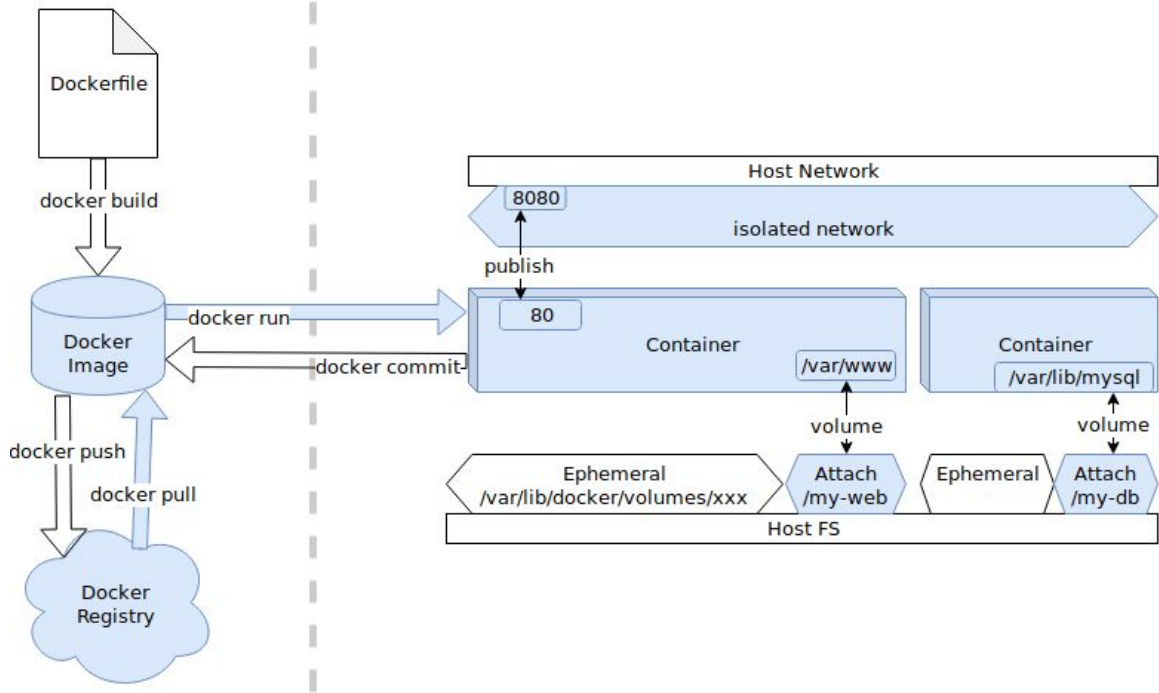 Dockerfile
docker build
Docker
Image
docker run
docker commit
docker push
docker pull
Docker
Registry
Host Network
8080
isolated network
publish
80
Container
/var/www
Container
/var/lib/mysql
volume
volume
Ephemeral
/var/lib/docker/volumes/xxx
Attach
/my-web
Ephemeral
Attach
/my-db
Host FS